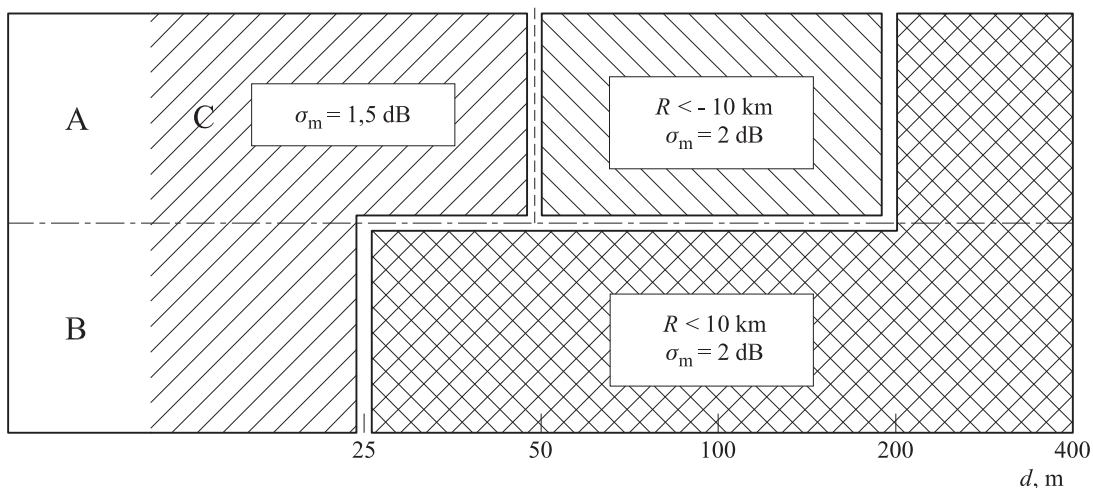 A
C
σm = 1,5 dB
R < - 10 km
σm = 2 dB
B
R < 10 km
σm = 2 dB
25
50
100
200
400
d, m